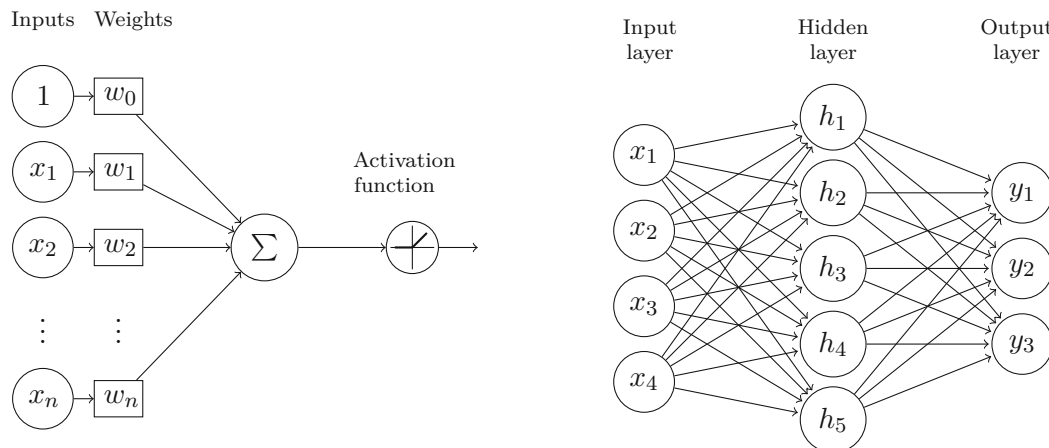 Inputs Weights
1 w₀
x₁ w₁
x₂ w₂
⋮ ⋮
xₙ wₙ
∑
Activation
function
Input
layer
Hidden
layer
Output
layer
x₁
x₂
x₃
x₄
h₁
h₂
h₃
h₄
h₅
y₁
y₂
y₃